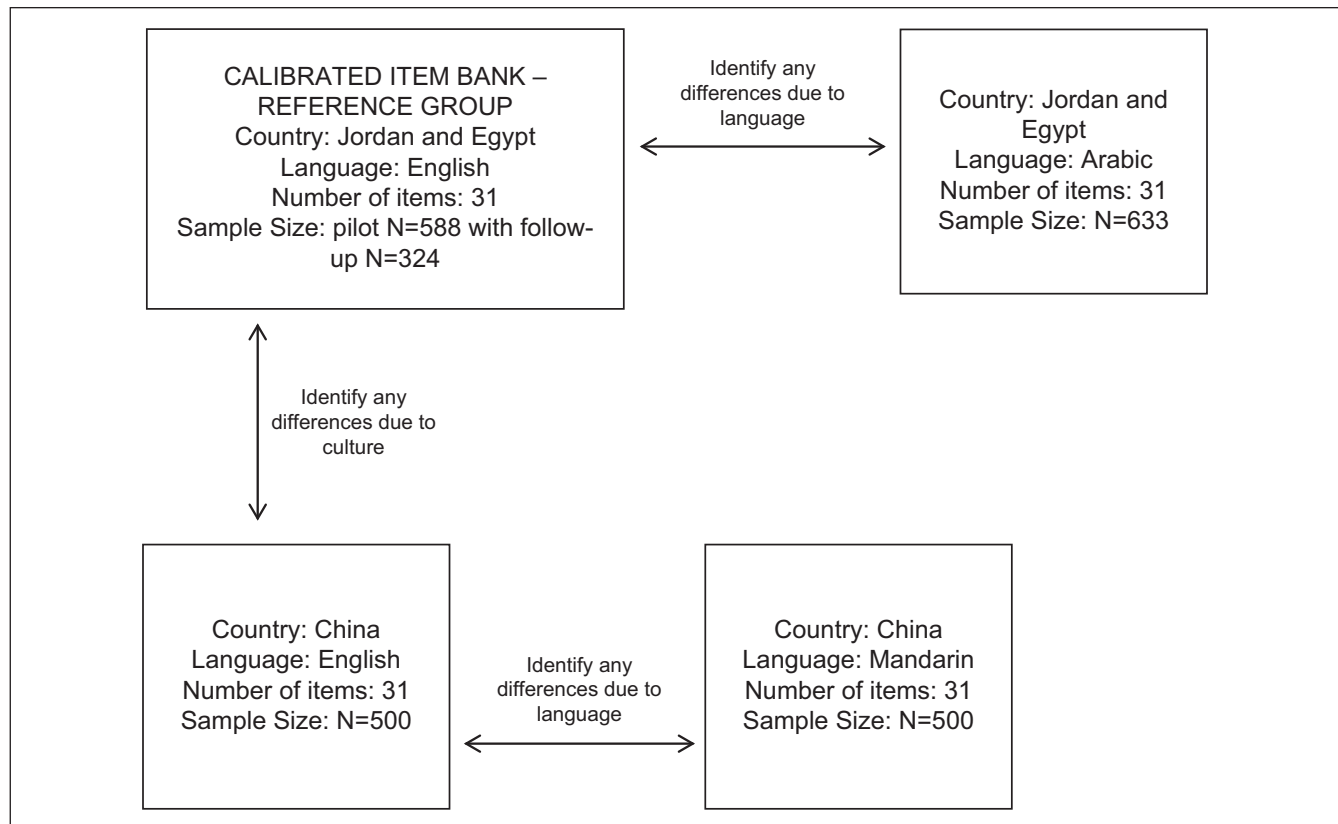 CALIBRATED ITEM BANK –
REFERENCE GROUP
Country: Jordan and Egypt
Language: English
Number of items: 31
Sample Size: pilot N=588 with follow-
up N=324
Identify any
differences due to
language
Country: Jordan and
Egypt
Language: Arabic
Number of items: 31
Sample Size: N=633
Identify any
differences due to
culture
Country: China
Language: English
Number of items: 31
Sample Size: N=500
Identify any
differences due to
language
Country: China
Language: Mandarin
Number of items: 31
Sample Size: N=500